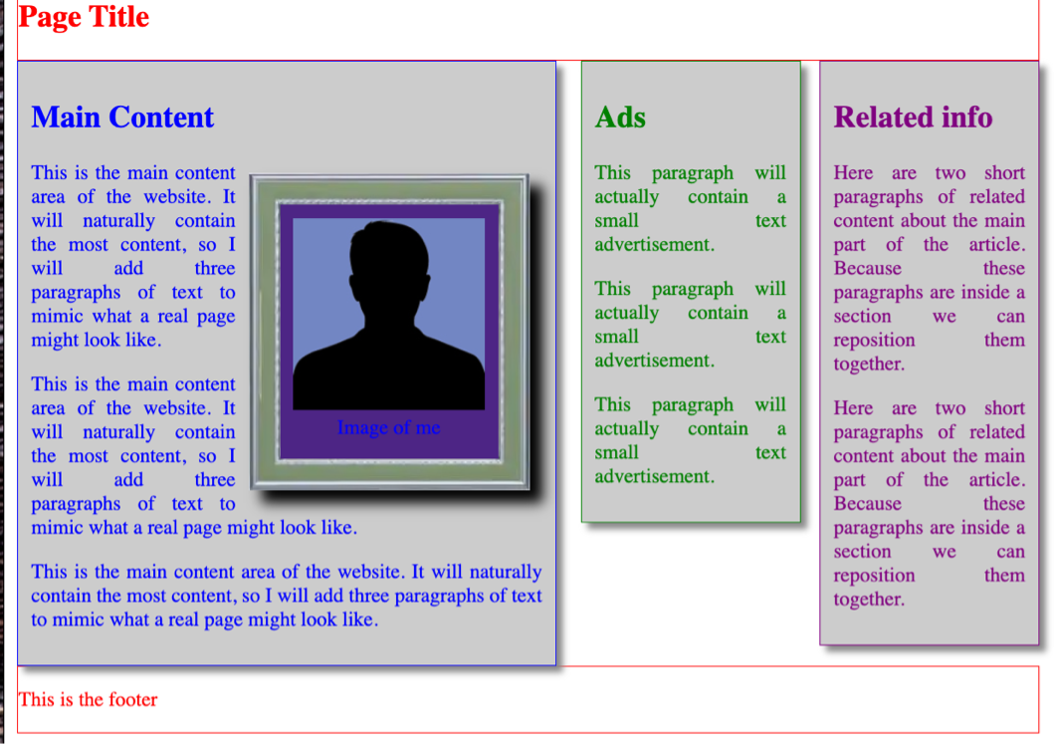 Page Title
Main Content
This is the main content
area of the website. It
will naturally contain
the most content, so I
will add three
paragraphs of text to
mimic what a real page
might look like.
This is the main content
area of the website. It
will naturally contain
the most content, so I
will add three
paragraphs of text to
mimic what a real page might look like.
This is the main content area of the website. It will naturally
contain the most content, so I will add three paragraphs of text
to mimic what a real page might look like.
Image of me
Ads
This paragraph will
actually contain a
small text
advertisement.
This paragraph will
actually contain a
small text
advertisement.
This paragraph will
actually contain a
small text
advertisement.
Related info
Here are two short
paragraphs of related
content about the main
part of the article.
Because these
paragraphs are inside a
section we can
reposition them
together.
Here are two short
paragraphs of related
content about the main
part of the article.
Because these
paragraphs are inside a
section we can
reposition them
together.
This is the footer